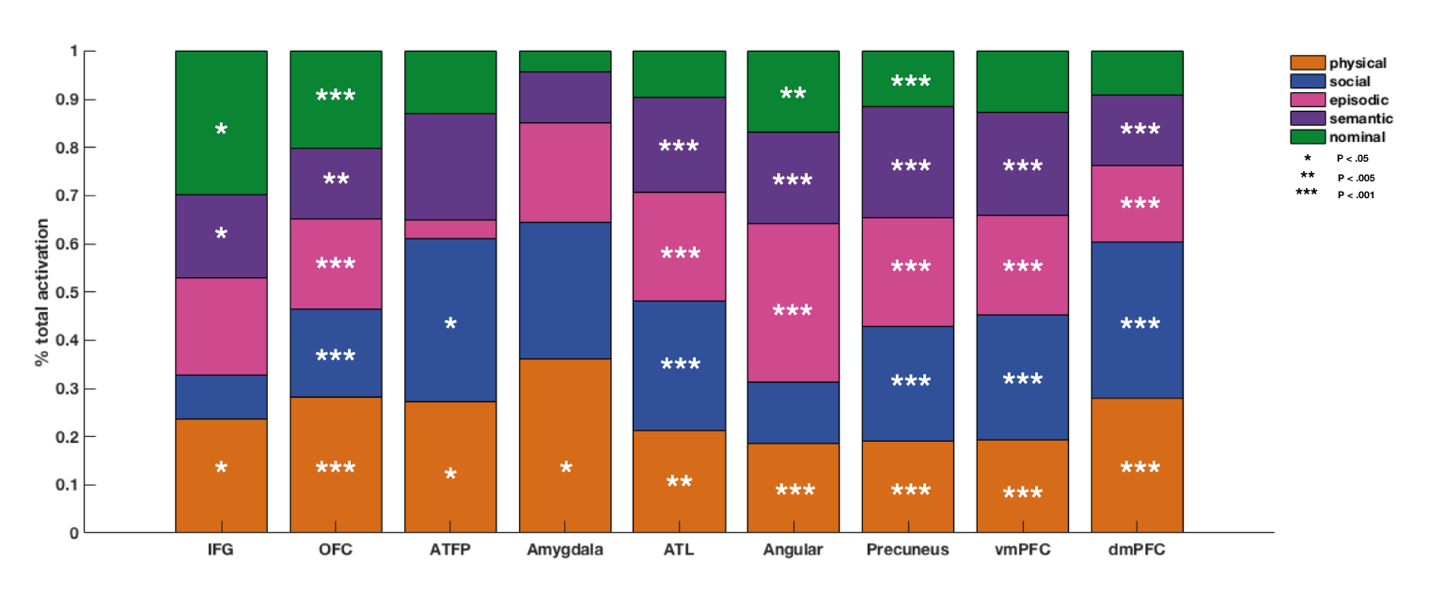 % total activation
1
0.9
0.8
0.7
0.6
0.5
0.4
0.3
0.2
0.1
0
* *** *** **
* ** *** *** *** *** ***
*** *** *** *** *** ***
*** * *** *** *** ***
* *** * * ** *** *** *** ***
IFG OFC ATFP Amygdala ATL Angular Precuneus vmPFC dmPFC
physical
social
episodic
semantic
nominal
* P < .05
** P < .005
*** P < .001